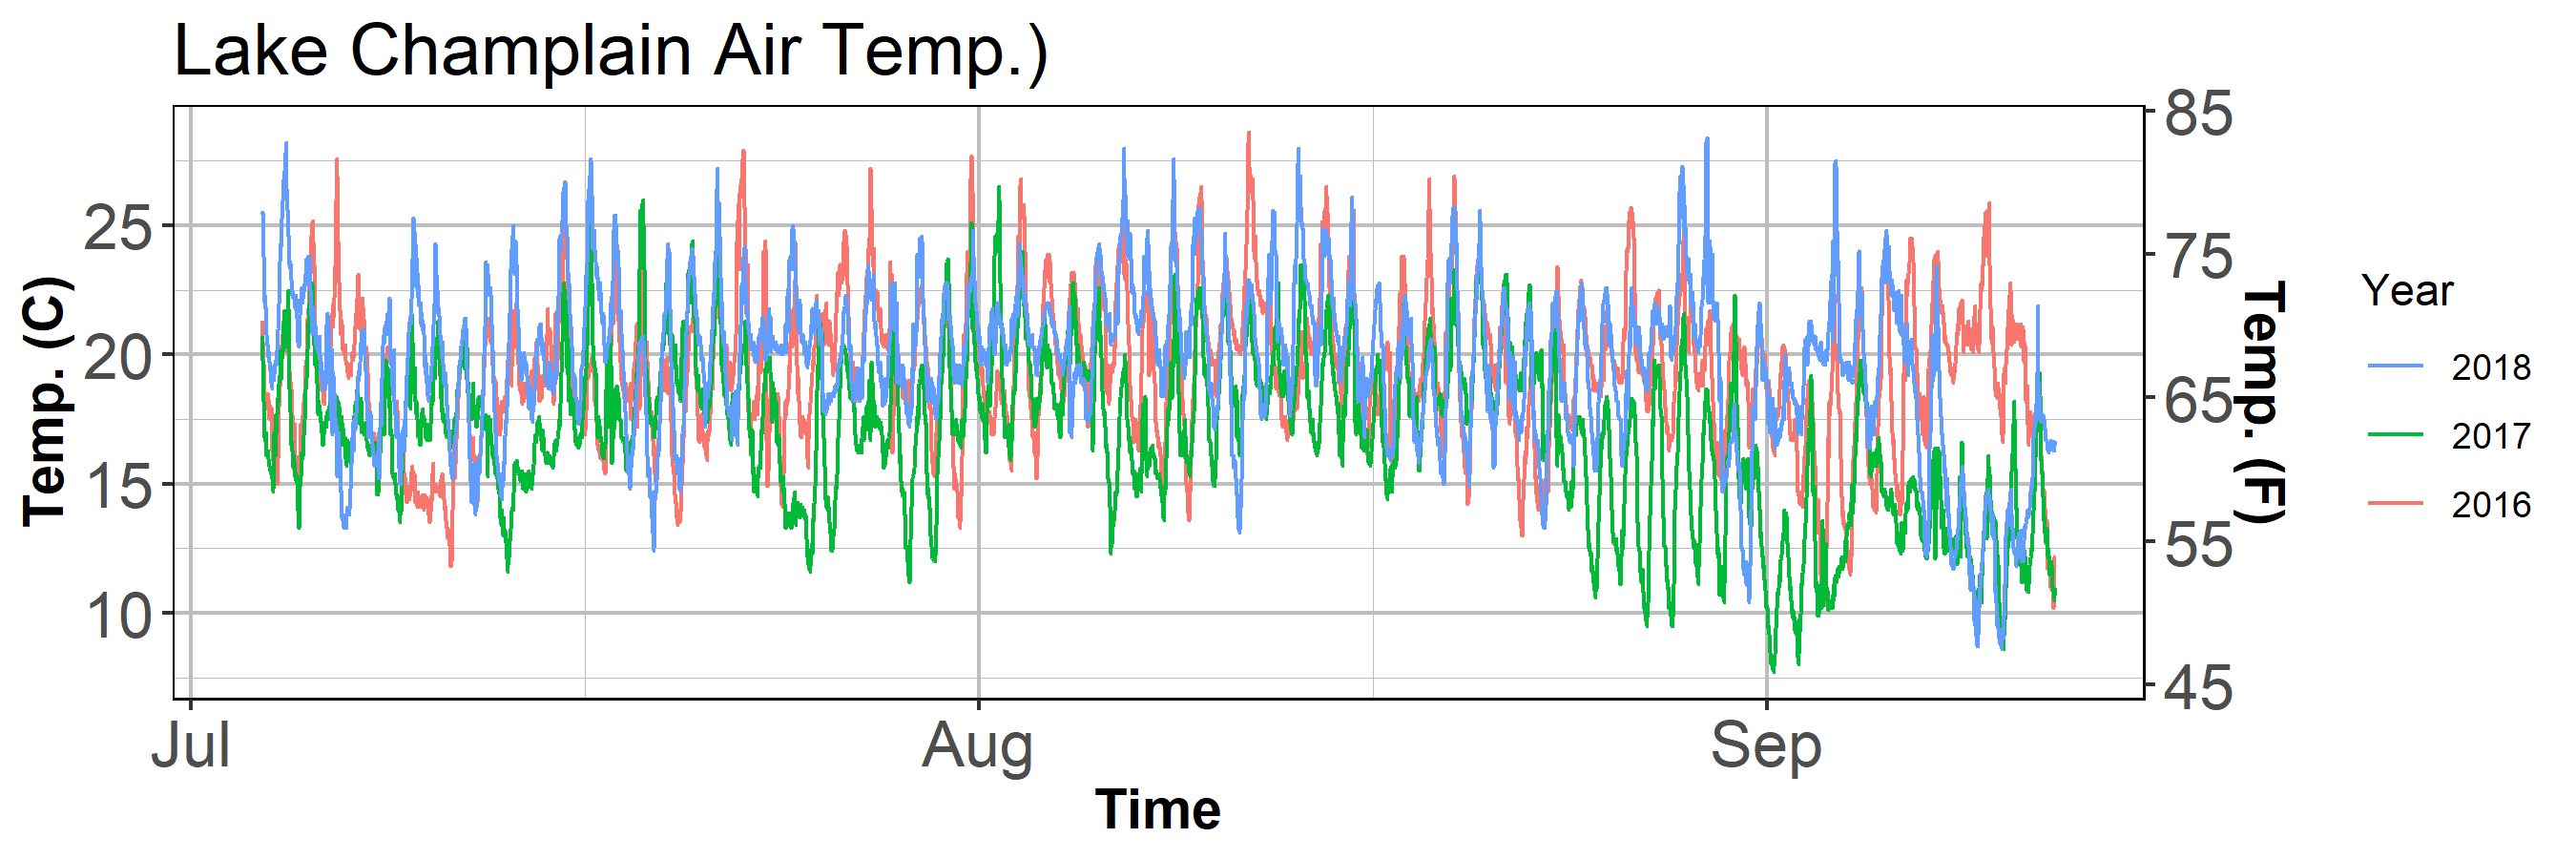 Lake Champlain Air Temp.)
Temp. (C)
25
20
15
10
85
75
65
55
45
Temp. (F)
Jul
Aug
Sep
Time
Year
2018
2017
2016